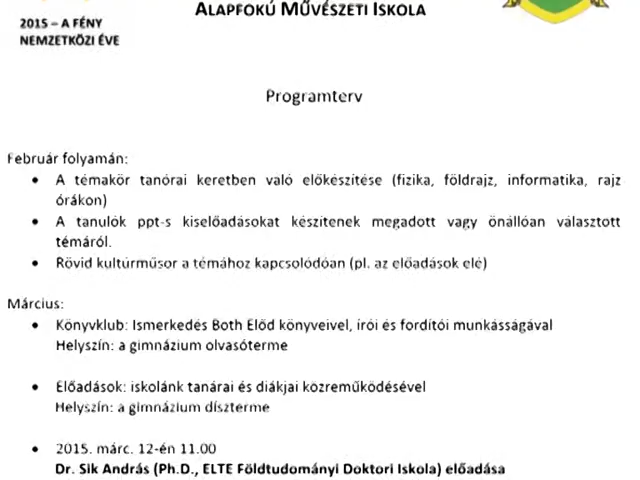 ALAPFOKÚ MŰVÉSZETI ISKOLA
2015 – A FÉNY
NEMZETKÖZI ÉVE
Programterv
Február folyamán:
• A témakör tanórai keretben való előkészítése (fizika, földrajz, informatika, rajz
órákon)
• A tanulók ppt-s kiselőadásokat készítenek megadott vagy önállóan választott
témáról.
• Rövid kultúrműsor a témához kapcsolódóan (pl. az előadások elé)
Március:
• Könyvklub: Ismerkedés Both Előd könyveivel, írói és fordítói munkásságával
Helyszín: a gimnázium olvasóterme
• Előadások: iskolánk tanárai és diákjai közreműködésével
Helyszín: a gimnázium díszterme
• 2015. márc. 12-én 11.00
Dr. Sik András (Ph.D., ELTE Földtudományi Doktori Iskola) előadása